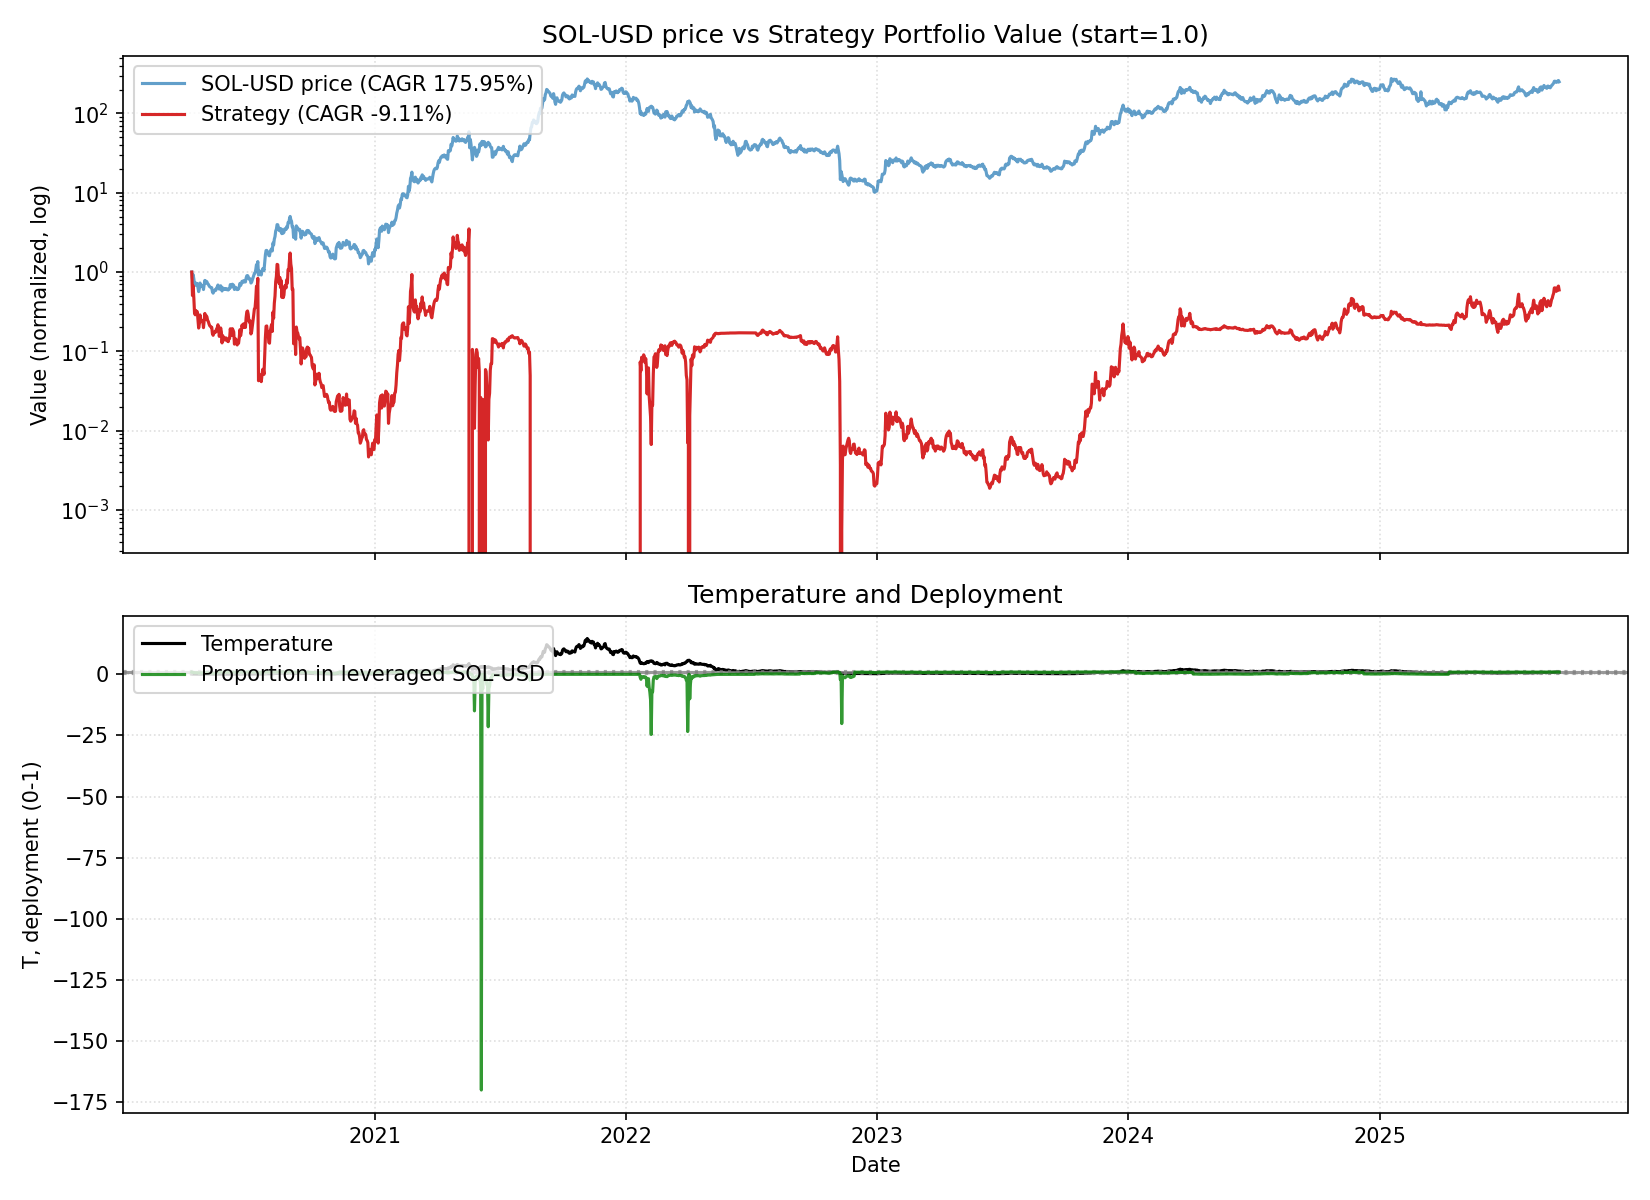 SOL-USD price vs Strategy Portfolio Value (start=1.0)
SOL-USD price (CAGR 175.95%)
Strategy (CAGR -9.11%)
Value (normalized, log)
10²
10¹
10⁰
10⁻¹
10⁻²
10⁻³
Temperature and Deployment
Temperature
Proportion in leveraged SOL-USD
T, deployment (0-1)
0
−25
−50
−75
−100
−125
−150
−175
2021 2022 2023 2024 2025
Date